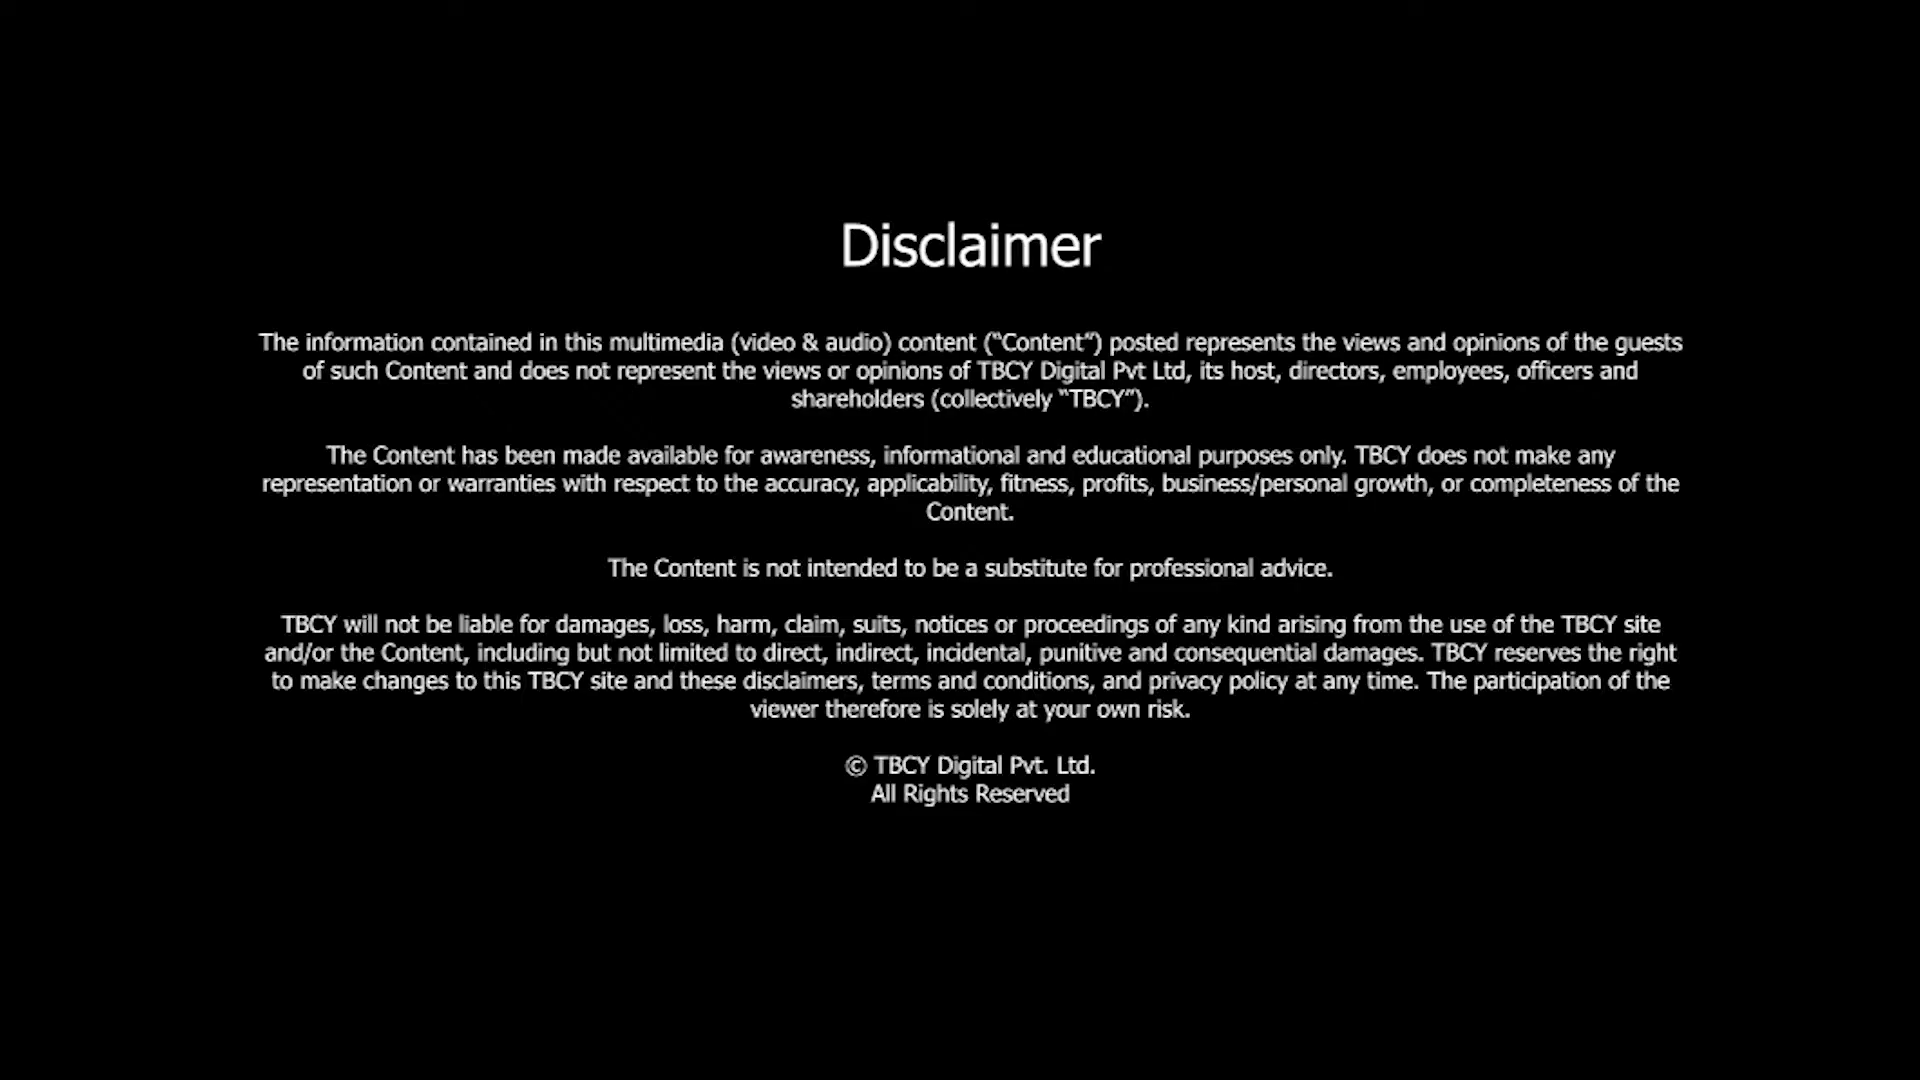 Disclaimer
The information contained in this multimedia (video & audio) content (“Content”) posted represents the views and opinions of the guests
of such Content and does not represent the views or opinions of TBCY Digital Pvt Ltd, its host, directors, employees, officers and
shareholders (collectively “TBCY”).
The Content has been made available for awareness, informational and educational purposes only. TBCY does not make any
representation or warranties with respect to the accuracy, applicability, fitness, profits, business/personal growth, or completeness of the
Content.
The Content is not intended to be a substitute for professional advice.
TBCY will not be liable for damages, loss, harm, claim, suits, notices or proceedings of any kind arising from the use of the TBCY site
and/or the Content, including but not limited to direct, indirect, incidental, punitive and consequential damages. TBCY reserves the right
to make changes to this TBCY site and these disclaimers, terms and conditions, and privacy policy at any time. The participation of the
viewer therefore is solely at your own risk.
© TBCY Digital Pvt. Ltd.
All Rights Reserved